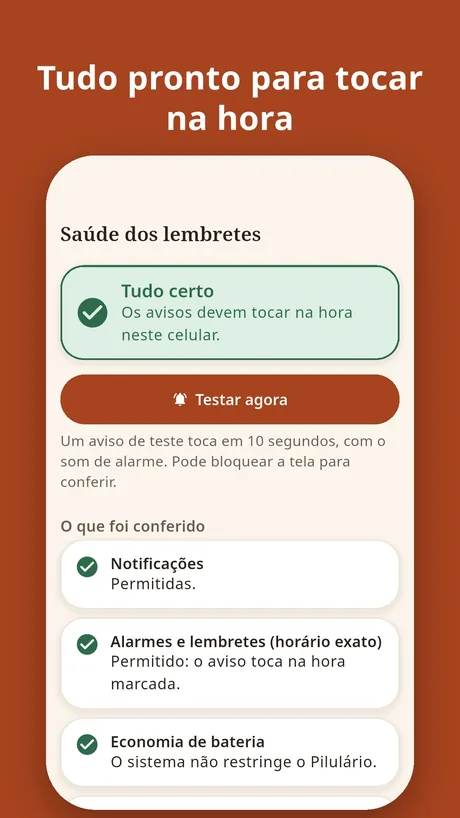 Tudo pronto para tocar
na hora
Saúde dos lembretes
Tudo certo
Os avisos devem tocar na hora
neste celular.
Testar agora
Um aviso de teste toca em 10 segundos, com o
som de alarme. Pode bloquear a tela para
conferir.
O que foi conferido
Notificações
Permitidas.
Alarmes e lembretes (horário exato)
Permitido: o aviso toca na hora
marcada.
Economia de bateria
O sistema não restringe o Pilulário.